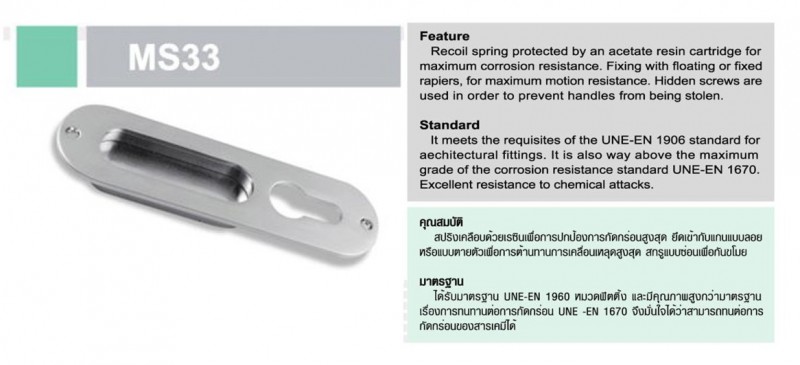 MS33
Feature
Recoil spring protected by an acetate resin cartridge for
maximum corrosion resistance. Fixing with floating or fixed
rapiers, for maximum motion resistance. Hidden screws are
used in order to prevent handles from being stolen.
Standard
It meets the requisites of the UNE-EN 1906 standard for
aechitectural fittings. It is also way above the maximum
grade of the corrosion resistance standard UNE-EN 1670.
Excellent resistance to chemical attacks.
คุณสมบัติ
สปริงเคลือบด้วยเรซินเพื่อการปกป้องการกัดกร่อนสูงสุด ยึดเข้ากับแกนแบบลอย
หรือแบบตายตัวเพื่อการต้านทานการเคลื่อนเหลุดสูงสุด สกรูแบบซ่อนเพื่อกันขโมย
มาตรฐาน
ได้รับมาตรฐาน UNE-EN 1960 หมวดฟิตติ้ง และมีคุณภาพสูงกว่ามาตรฐาน
เรื่องการทนทานต่อการกัดกร่อน UNE -EN 1670 จึงมั่นใจได้ว่าสามารถทนต่อการ
กัดกร่อนของสารเคมีได้